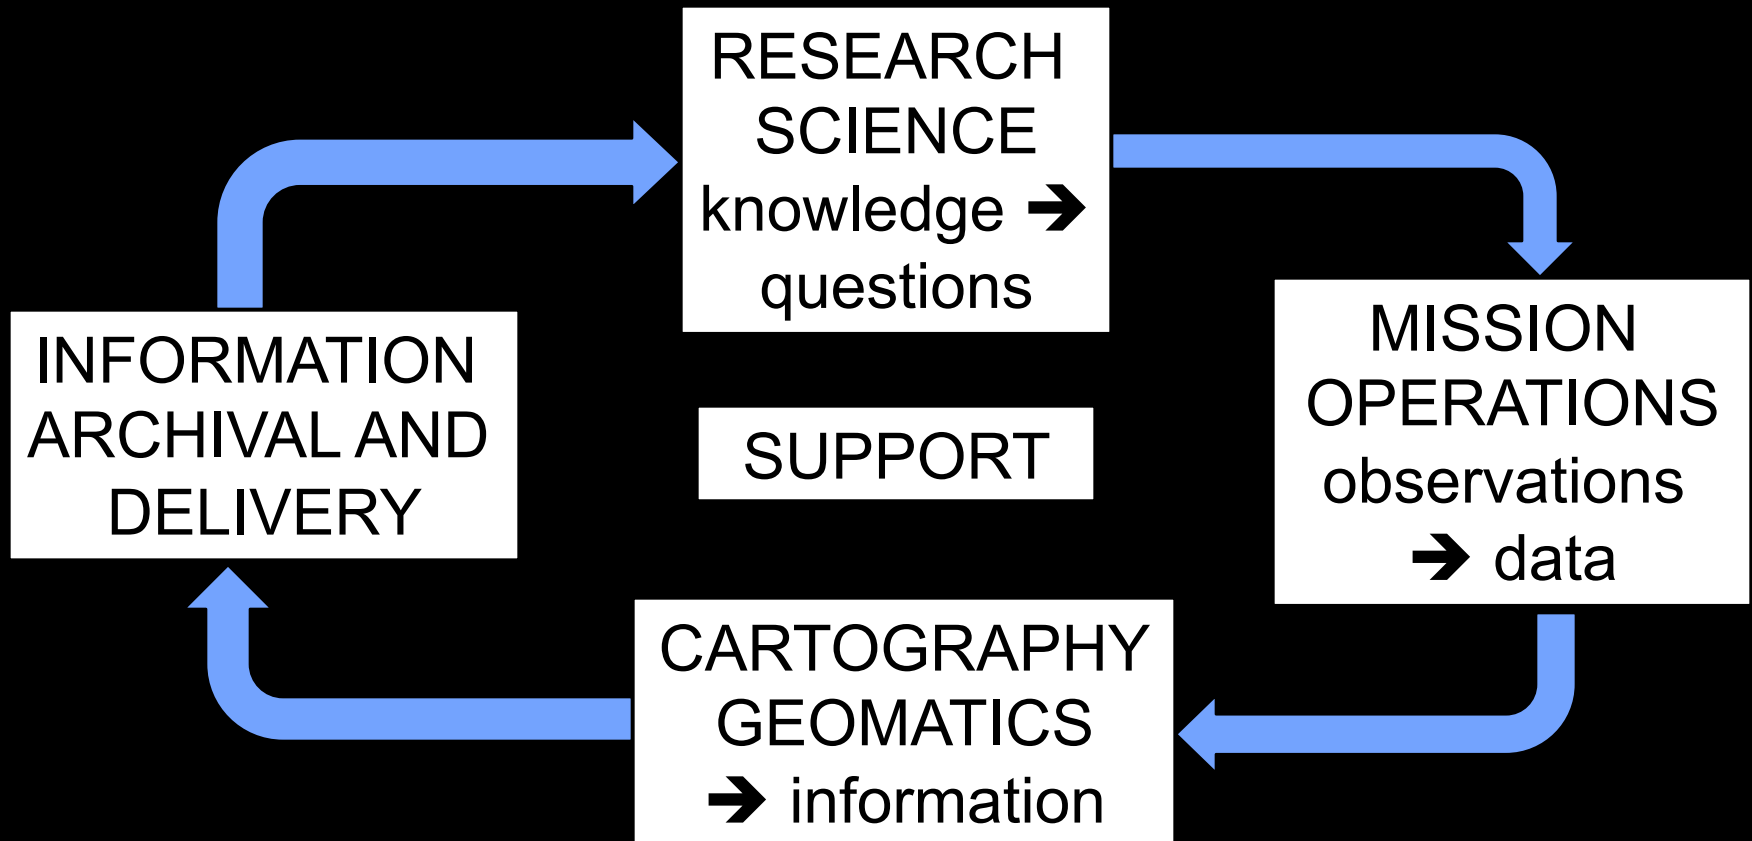 RESEARCH
SCIENCE
knowledge ➔
questions
MISSION
OPERATIONS
observations
➔ data
INFORMATION
ARCHIVAL AND
DELIVERY
SUPPORT
CARTOGRAPHY
GEOMATICS
➔ information